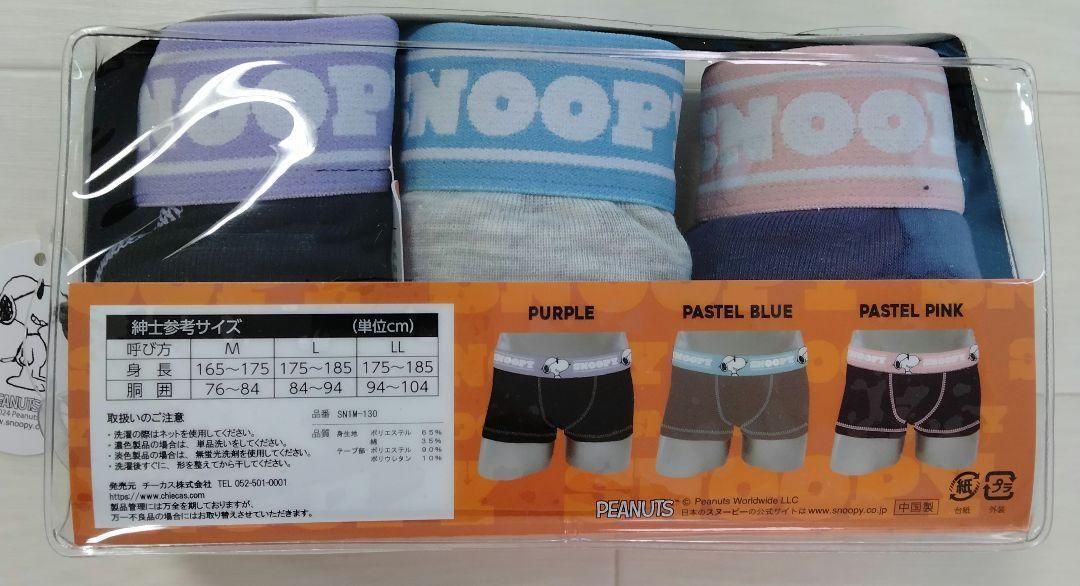 SNOOPY
SNOOPY
SNOOPY
PURPLE
PASTEL BLUE
PASTEL PINK
SNOOPY
SNOOPY
SNOOPY
SNOOPY
紳士参考サイズ (単位cm)
呼び方 M L LL
身長 165～175 175～185 175～185
胴囲 76～84 84～94 94～104
取扱いのご注意
・洗濯の際はネットを使用してください。
・濃色製品の場合は、単品洗いをしてください。
・淡色製品の場合は、無蛍光洗剤を使用してください。
・洗濯後すぐに、形を整えてから干してください。
品番 SN1M-130
品質 身生地 ポリエステル 65%
綿 35%
テープ部 ポリエステル 90%
ポリウレタン 10%
発売元 チーカス株式会社 TEL 052-501-0001
https://www.chiecas.com
製品管理には万全を期しておりますが、
万一不良品の場合にはお取り替えさせていただきます。
PEANUTS™ © Peanuts Worldwide LLC
日本のスヌーピーの公式サイトは www.snoopy.co.jp
中国製
紙
台紙
プラ
外装
PEANUTS
2024 Peanuts
www.snoopy.c